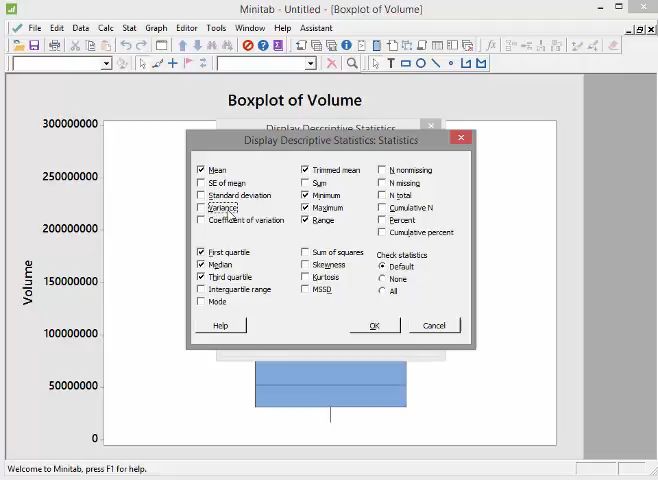 Minitab - Untitled - [Boxplot of Volume]
File Edit Data Calc Stat Graph Editor Tools Window Help Assistant
Boxplot of Volume
Display Descriptive Statistics
Display Descriptive Statistics: Statistics
Mean
SE of mean
Standard deviation
Variance
Coefficient of variation
First quartile
Median
Third quartile
Interquartile range
Mode
Trimmed mean
Sum
Minimum
Maximum
Range
Sum of squares
Skewness
Kurtosis
MSSD
N nonmissing
N missing
N total
Cumulative N
Percent
Cumulative percent
Check statistics
Default
None
All
Help OK Cancel
Volume
300000000
250000000
200000000
150000000
100000000
50000000
0
Welcome to Minitab, press F1 for help.